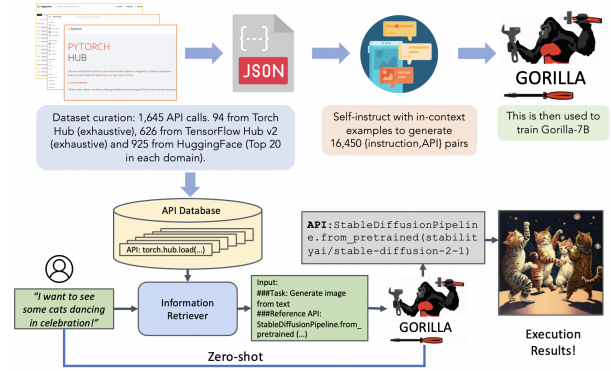 PYTORCH
HUB
{--}
JSON
GORILLA
Dataset curation: 1,645 API calls. 94 from Torch
Hub (exhaustive), 626 from TensorFlow Hub v2
(exhaustive) and 925 from HuggingFace (Top 20
in each domain).
Self-instruct with in-context
examples to generate
16,450 {instruction,API} pairs
This is then used to
train Gorilla-7B
API Database
API: torch.hub.load(...)
"I want to see
some cats dancing
in celebration!"
Information
Retriever
Input:
###Task: Generate image
from text
###Reference API:
StableDiffusionPipeline.from_
pretrained (...)
API:StableDiffusionPipelin
e.from_pretrained(stabilit
yai/stable-diffusion-2-1)
GORILLA
Execution
Results!
Zero-shot